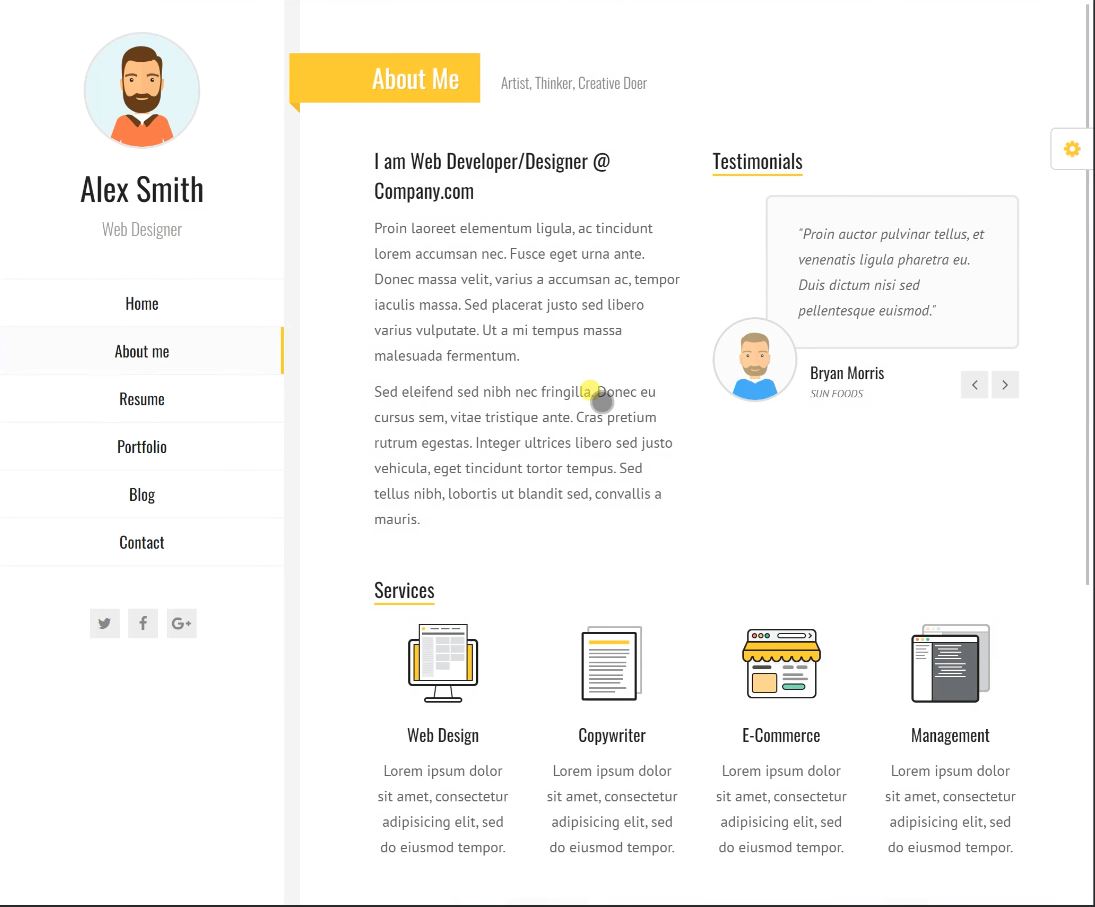 Alex Smith
Web Designer
Home
About me
Resume
Portfolio
Blog
Contact
About Me
Artist, Thinker, Creative Doer
I am Web Developer/Designer @
Company.com
Proin laoreet elementum ligula, ac tincidunt
lorem accumsan nec. Fusce eget urna ante.
Donec massa velit, varius a accumsan ac, tempor
iaculis massa. Sed placerat justo sed libero
varius vulputate. Ut a mi tempus massa
malesuada fermentum.
Sed eleifend sed nibh nec fringilla. Donec eu
cursus sem, vitae tristique ante. Cras pretium
rutrum egestas. Integer ultrices libero sed justo
vehicula, eget tincidunt tortor tempus. Sed
tellus nibh, lobortis ut blandit sed, convallis a
mauris.
Testimonials
"Proin auctor pulvinar tellus, et
venenatis ligula pharetra eu.
Duis dictum nisi sed
pellentesque euismod."
Bryan Morris
SUN FOODS
Services
Web Design
Lorem ipsum dolor
sit amet, consectetur
adipisicing elit, sed
do eiusmod tempor.
Copywriter
Lorem ipsum dolor
sit amet, consectetur
adipisicing elit, sed
do eiusmod tempor.
E-Commerce
Lorem ipsum dolor
sit amet, consectetur
adipisicing elit, sed
do eiusmod tempor.
Management
Lorem ipsum dolor
sit amet, consectetur
adipisicing elit, sed
do eiusmod tempor.